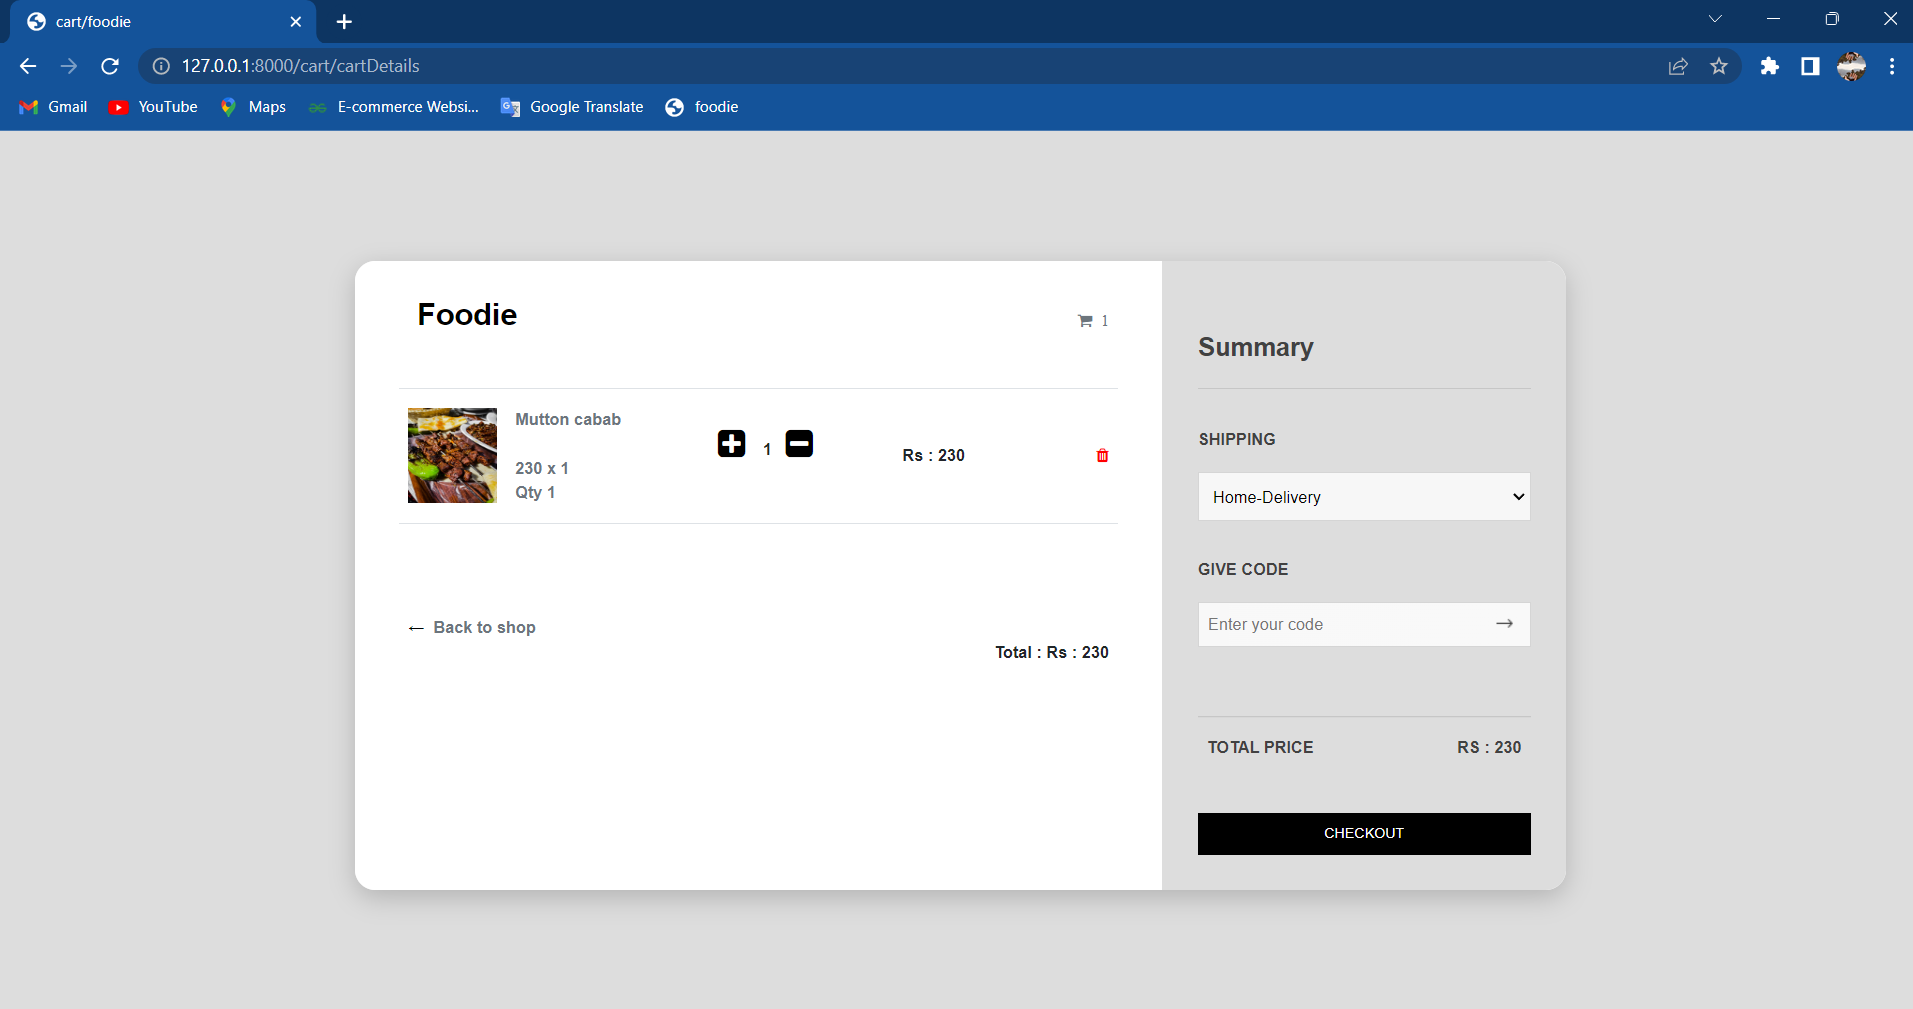 cart/foodie
127.0.0.1:8000/cart/cartDetails
Gmail YouTube Maps E-commerce Websi... Google Translate foodie
Foodie
1
Mutton cabab
230 x 1
Qty 1
1
Rs : 230
← Back to shop
Total : Rs : 230
Summary
SHIPPING
Home-Delivery
GIVE CODE
Enter your code →
TOTAL PRICE RS : 230
CHECKOUT